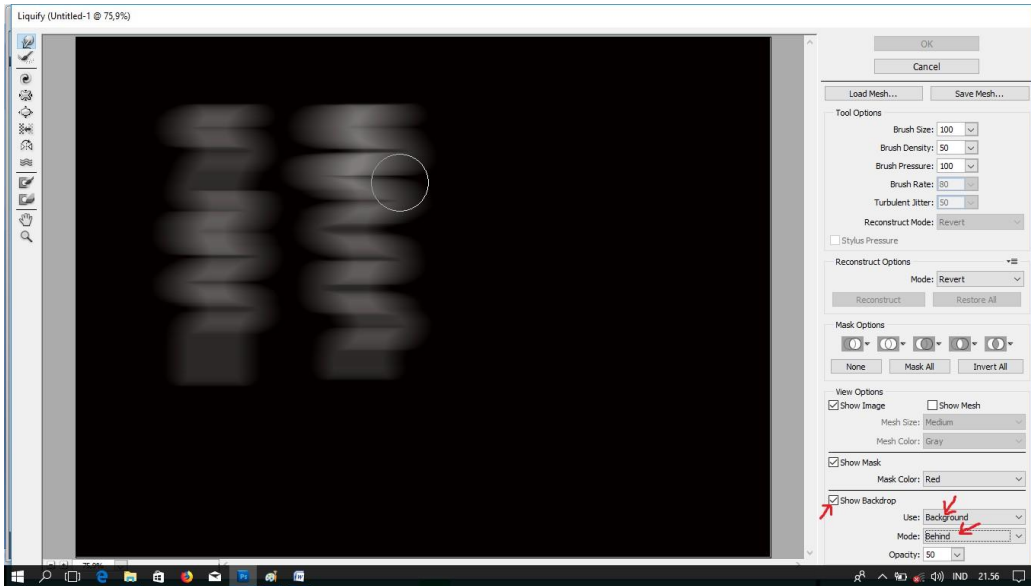 Liquify (Untitled-1 @ 75,9%)
OK
Cancel
Load Mesh... Save Mesh...
Tool Options
Brush Size: 100
Brush Density: 50
Brush Pressure: 100
Brush Rate: 80
Turbulent Jitter: 50
Reconstruct Mode: Revert
Stylus Pressure
Reconstruct Options
Mode: Revert
Reconstruct Restore All
Mask Options
None Mask All Invert All
View Options
Show Image Show Mesh
Mesh Size: Medium
Mesh Color: Gray
Show Mask
Mask Color: Red
Show Backdrop
Use: Background
Mode: Behind
Opacity: 50
IND 21.56